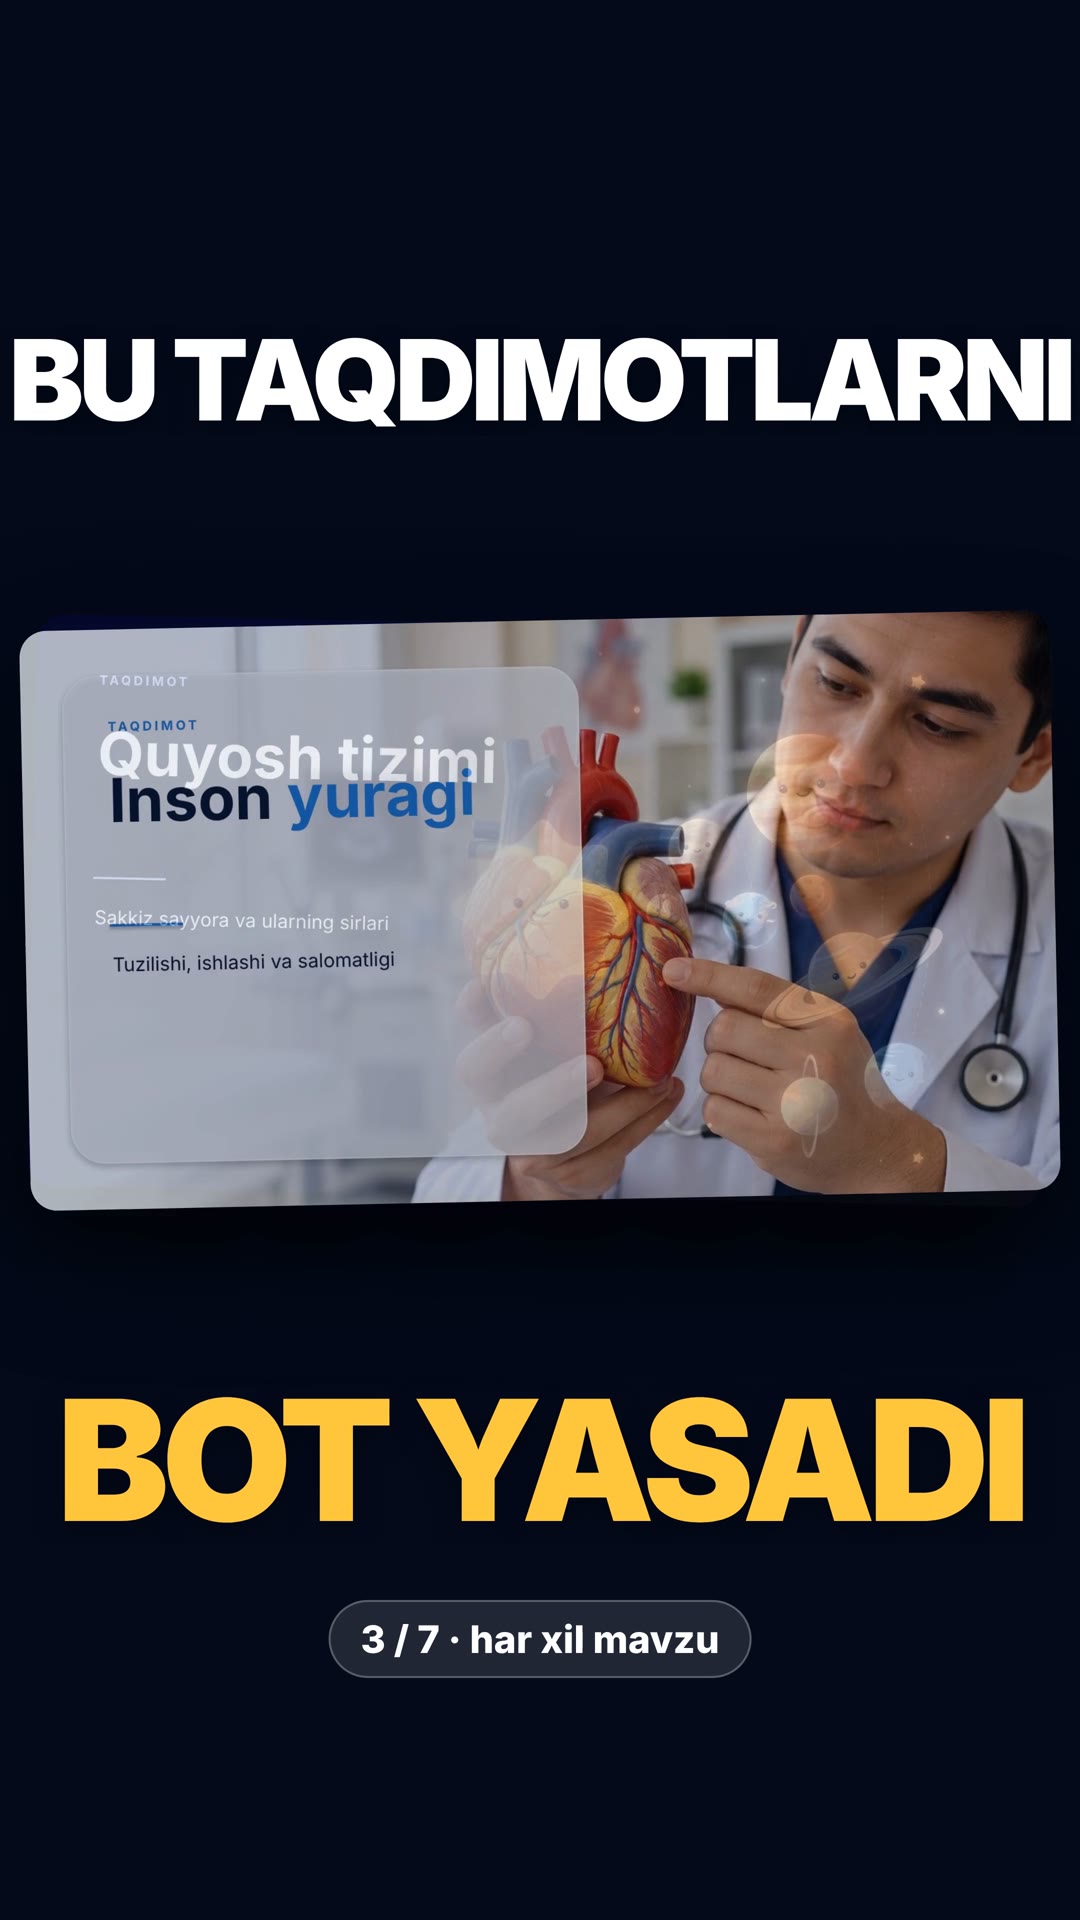 BU TAQDIMOTLARNI
TAQDIMOT
Quyosh tizimi
Sakkiz sayyora va ularning sirlari
TAQDIMOT
Inson yuragi
Tuzilishi, ishlashi va salomatligi
BOT YASADI
3 / 7 · har xil mavzu